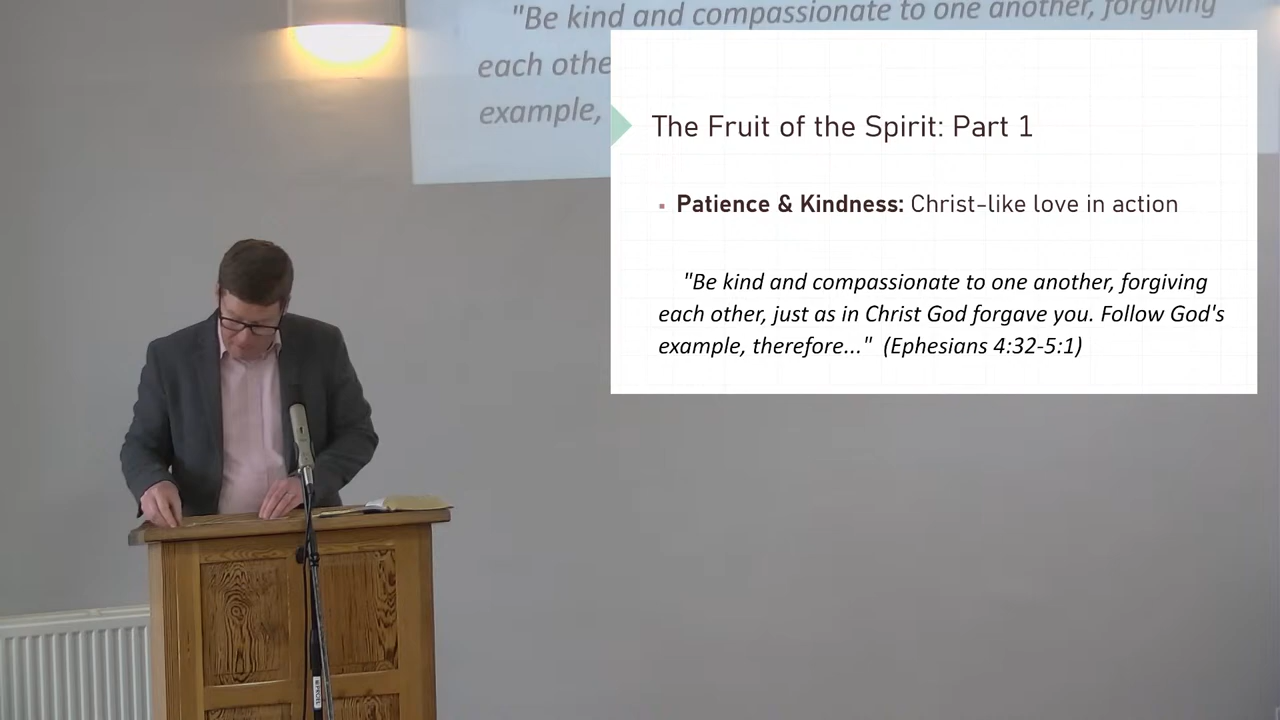 "Be kind and compassionate to one another, forgiving
each othe
example,
The Fruit of the Spirit: Part 1
▪ Patience & Kindness: Christ-like love in action
"Be kind and compassionate to one another, forgiving
each other, just as in Christ God forgave you. Follow God's
example, therefore..." (Ephesians 4:32-5:1)